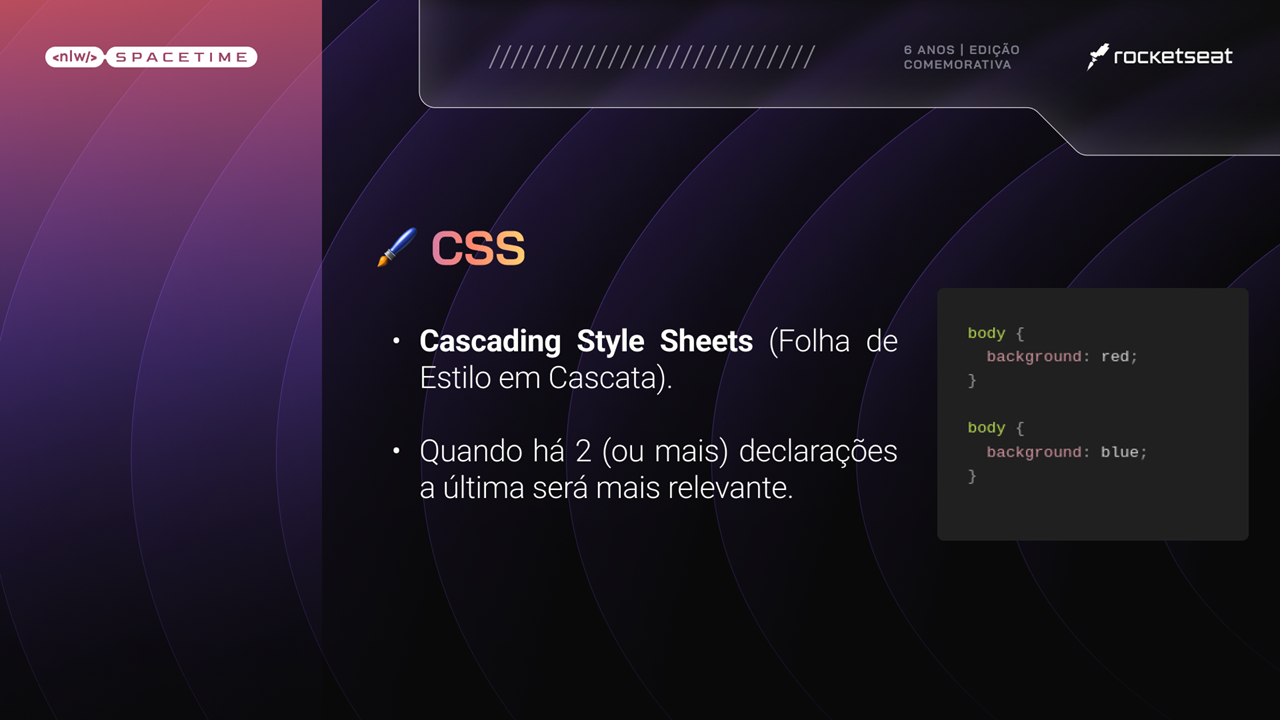 <nlw/> SPACETIME
//////////////////////////////
6 ANOS | EDIÇÃO
COMEMORATIVA
rocketseat
CSS
• Cascading Style Sheets (Folha de
Estilo em Cascata).
• Quando há 2 (ou mais) declarações
a última será mais relevante.
body {
  background: red;
}
body {
  background: blue;
}